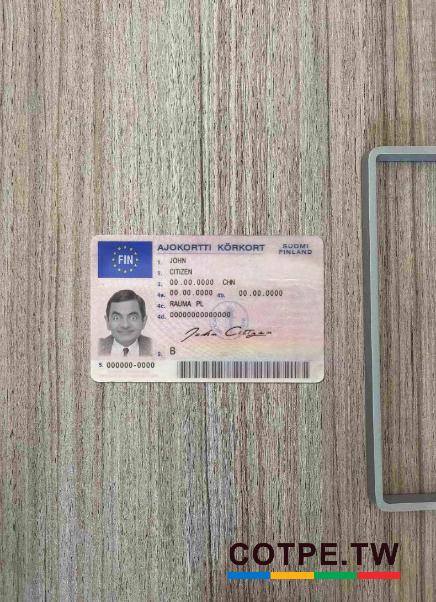 FIN
AJOKORTTI KÖRKORT
SUOMI
FINLAND
1. JOHN
2. CITIZEN
3. 00.00.0000 CHN
4a. 00.00.0000 4b. 00.00.0000
4c. RAUMA PL
4d. 00000000000000
John Citizen
9. B
5. 000000-0000
COTPE.TW